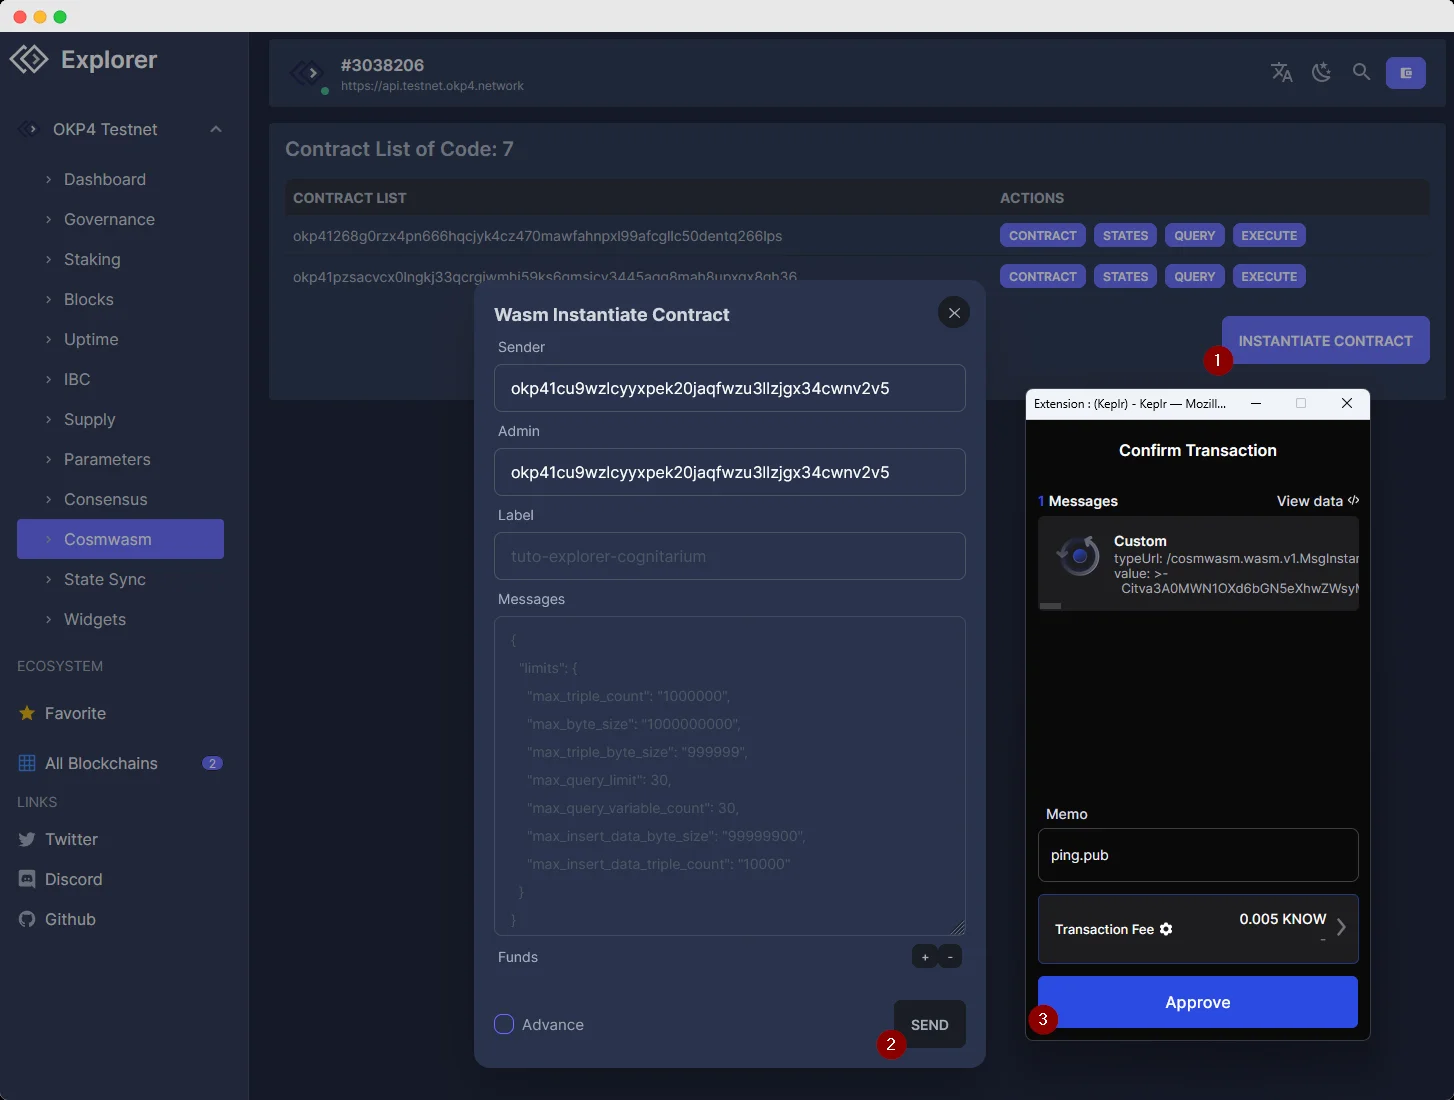 Explorer
OKP4 Testnet
Dashboard
Governance
Staking
Blocks
Uptime
IBC
Supply
Parameters
Consensus
Cosmwasm
State Sync
Widgets
ECOSYSTEM
Favorite
All Blockchains 2
LINKS
Twitter
Discord
Github
#3038206
https://api.testnet.okp4.network
Contract List of Code: 7
CONTRACT LIST ACTIONS
okp41268g0rzx4pn666hqcjyk4cz470mawfahnpxl99afcgllc50dentq266lps CONTRACT STATES QUERY EXECUTE
CONTRACT STATES QUERY EXECUTE
INSTANTIATE CONTRACT
1
Wasm Instantiate Contract
Sender
okp41cu9wzlcyyxpek20jaqfwzu3llzjgx34cwnv2v5
Admin
okp41cu9wzlcyyxpek20jaqfwzu3llzjgx34cwnv2v5
Label
tuto-explorer-cognitarium
Messages
{
"limits": {
"max_triple_count": "1000000",
"max_byte_size": "1000000000",
"max_triple_byte_size": "999999",
"max_query_limit": 30,
"max_query_variable_count": 30,
"max_insert_data_byte_size": "99999900",
"max_insert_data_triple_count": "10000"
}
}
Funds + -
Advance
SEND
2
Extension : (Keplr) - Keplr — Mozill...
Confirm Transaction
1 Messages View data </>
Custom
typeUrl: /cosmwasm.wasm.v1.MsgInstar
value: >-
Citva3A0MWN1OXd6bGN5eXhwZWsyM
Memo
ping.pub
Transaction Fee 0.005 KNOW
-
Approve
3